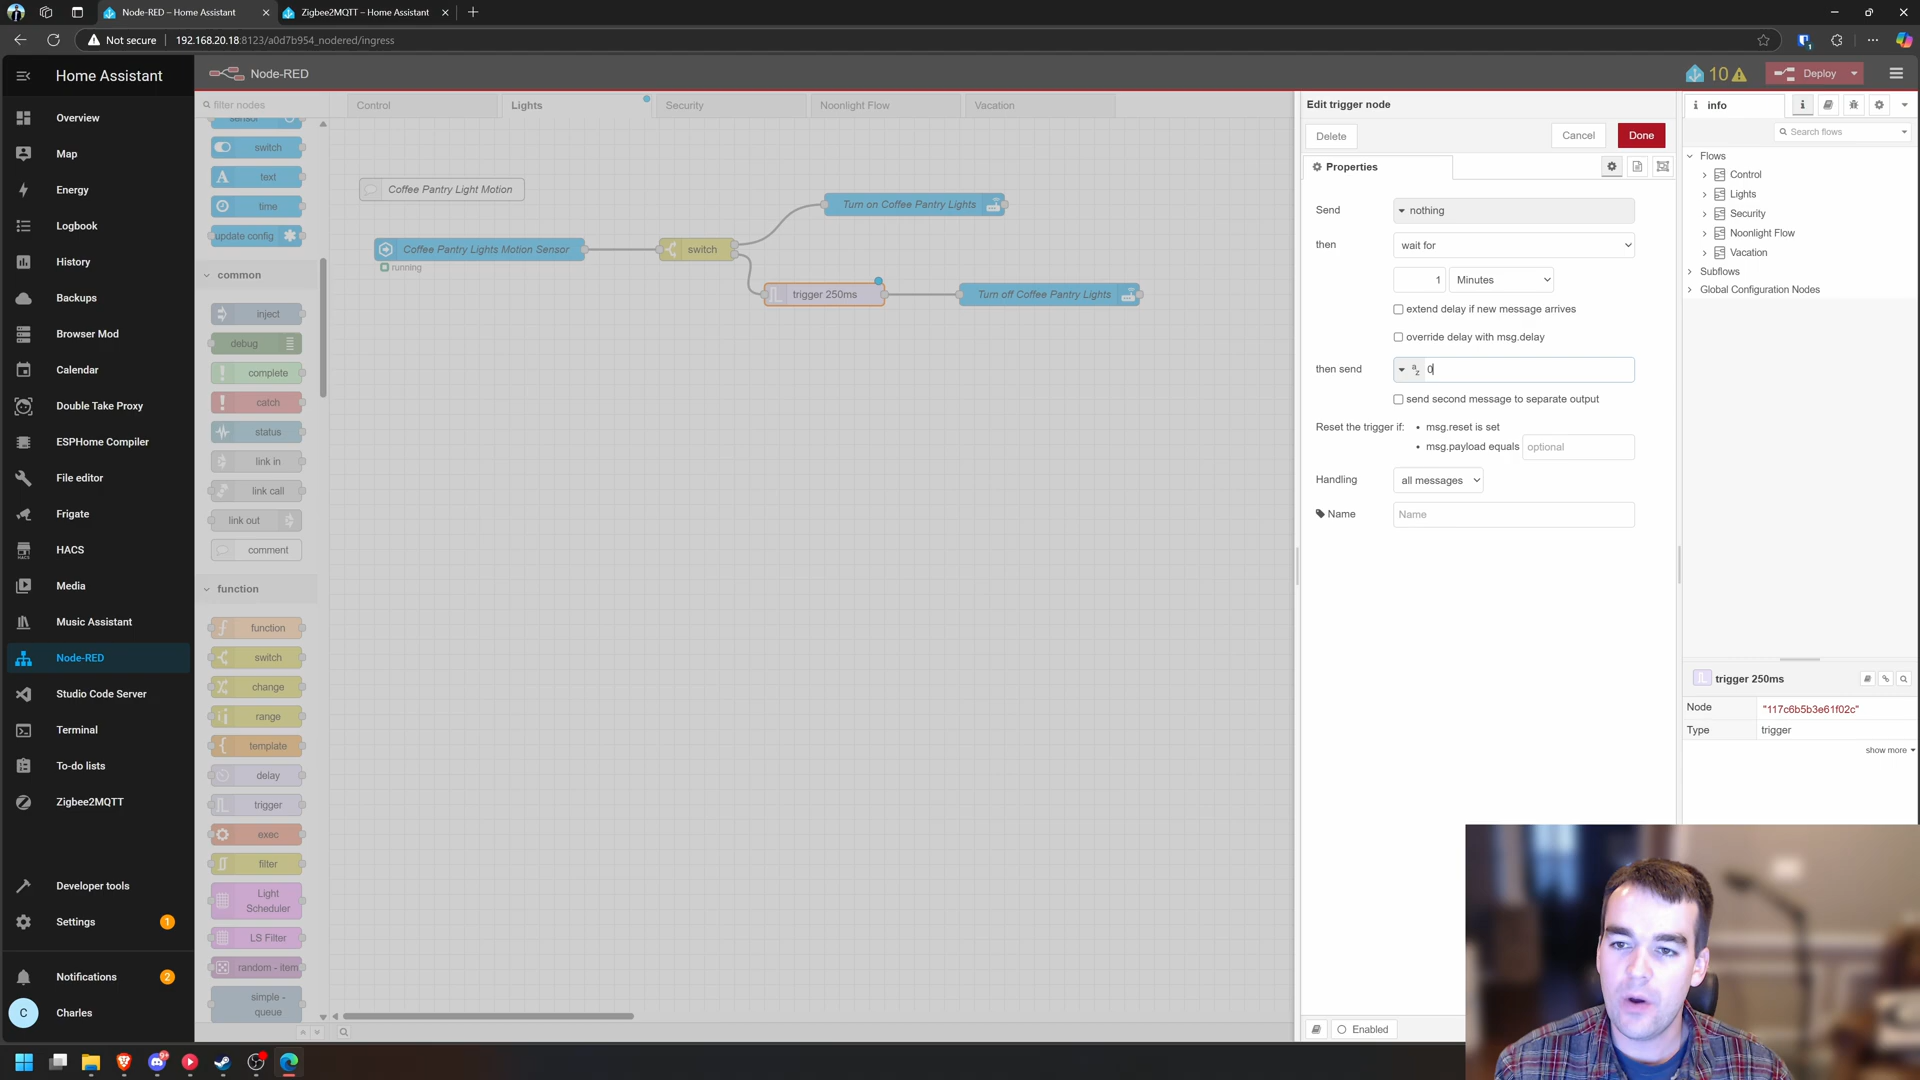 Node-RED – Home Assistant
Zigbee2MQTT – Home Assistant
Not secure
192.168.20.18:8123/a0d7b954_nodered/ingress
Home Assistant
Node-RED
10
Deploy
Overview
Map
Energy
Logbook
History
Backups
Browser Mod
Calendar
Double Take Proxy
ESPHome Compiler
File editor
Frigate
HACS
Media
Music Assistant
Node-RED
Studio Code Server
Terminal
To-do lists
Zigbee2MQTT
Developer tools
Settings
1
Notifications
2
C
Charles
filter nodes
sensor
switch
text
time
update config
common
inject
debug
complete
catch
status
link in
link call
link out
comment
function
function
switch
change
range
template
delay
trigger
exec
filter
Light
Scheduler
LS Filter
random - item
simple -
queue
Control
Lights
Security
Noonlight Flow
Vacation
Coffee Pantry Light Motion
Turn on Coffee Pantry Lights
Coffee Pantry Lights Motion Sensor
switch
running
trigger 250ms
Turn off Coffee Pantry Lights
Edit trigger node
Delete
Cancel
Done
Properties
Send
nothing
then
wait for
1
Minutes
extend delay if new message arrives
override delay with msg.delay
then send
0
send second message to separate output
Reset the trigger if:
• msg.reset is set
• msg.payload equals
optional
Handling
all messages
Name
Name
Enabled
info
Search flows
Flows
Control
Lights
Security
Noonlight Flow
Vacation
Subflows
Global Configuration Nodes
trigger 250ms
Node
"117c6b5b3e61f02c"
Type
trigger
show more